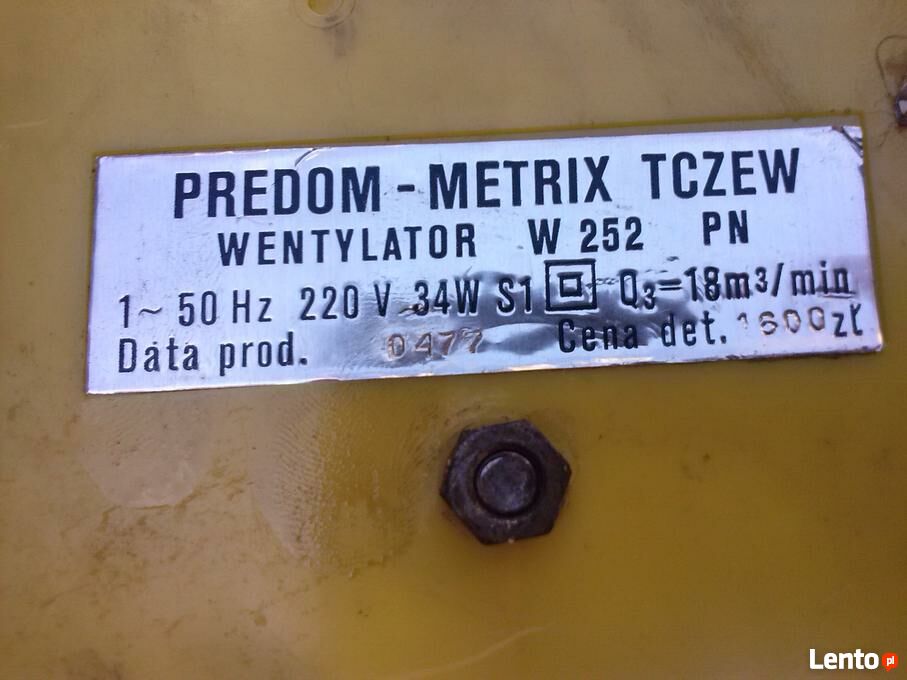 PREDOM - METRIX TCZEW
WENTYLATOR W 252 PN
1~ 50 Hz 220 V 34W S1 Q3=18m³/min
Data prod. 0477 Cena det. 1600zł
Lento.pl